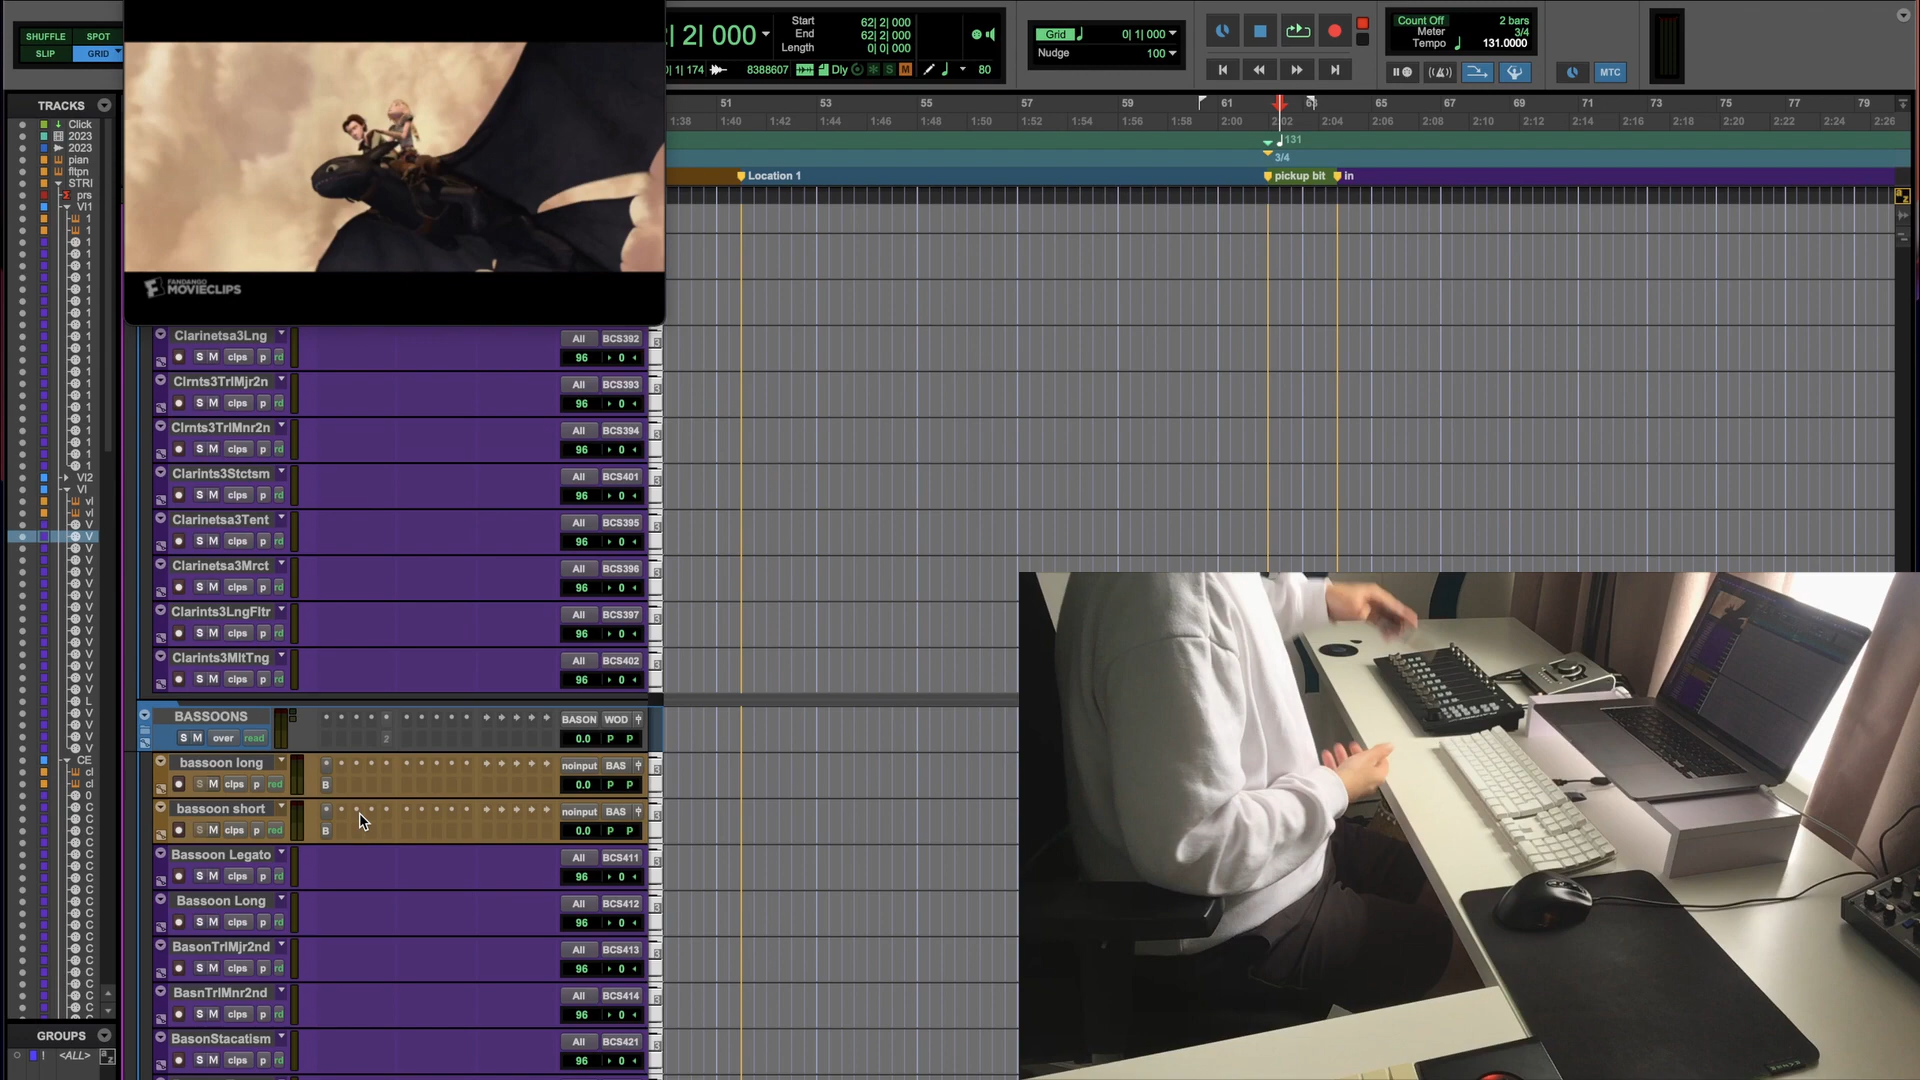 SHUFFLE SPOT
SLIP GRID
2| 000
0| 1| 174
8388607
Dly
S M
80
Start 62| 2| 000
End 62| 2| 000
Length 0| 0| 000
Grid 0| 1| 000
Nudge 100
Count Off 2 bars
Meter 3/4
Tempo 131.0000
MTC
TRACKS
Click
2023
2023
pian
fltpn
STRI
prs
VI1
VI2
VI
CE
GROUPS
! <ALL>
FANDANGO
MOVIECLIPS
51 53 55 57 59 61 65 67 69 71 73 75 77 79
1:38 1:40 1:42 1:44 1:46 1:48 1:50 1:52 1:54 1:56 1:58 2:00 2:02 2:04 2:06 2:08 2:10 2:12 2:14 2:16 2:18 2:20 2:22 2:24 2:26
131
3/4
Location 1 pickup bit in
Clarinetsa3Lng All BCS392
S M clps p rd 96 0
Clrnts3TrlMjr2n All BCS393
S M clps p rd 96 0
Clrnts3TrlMnr2n All BCS394
S M clps p rd 96 0
Clarints3Stctsm All BCS401
S M clps p rd 96 0
Clarinetsa3Tent All BCS395
S M clps p rd 96 0
Clarinetsa3Mrct All BCS396
S M clps p rd 96 0
Clarints3LngFltr All BCS397
S M clps p rd 96 0
Clarints3MltTng All BCS402
S M clps p rd 96 0
BASSOONS BASON WOD
S M over read 2 0.0 P P
bassoon long noinput BAS
S M clps p red B 0.0 P P
bassoon short noinput BAS
S M clps p red B 0.0 P P
Bassoon Legato All BCS411
S M clps p rd 96 0
Bassoon Long All BCS412
S M clps p rd 96 0
BasonTrlMjr2nd All BCS413
S M clps p rd 96 0
BasnTrlMnr2nd All BCS414
S M clps p rd 96 0
BasonStacatism All BCS421
S M clps p rd 96 0